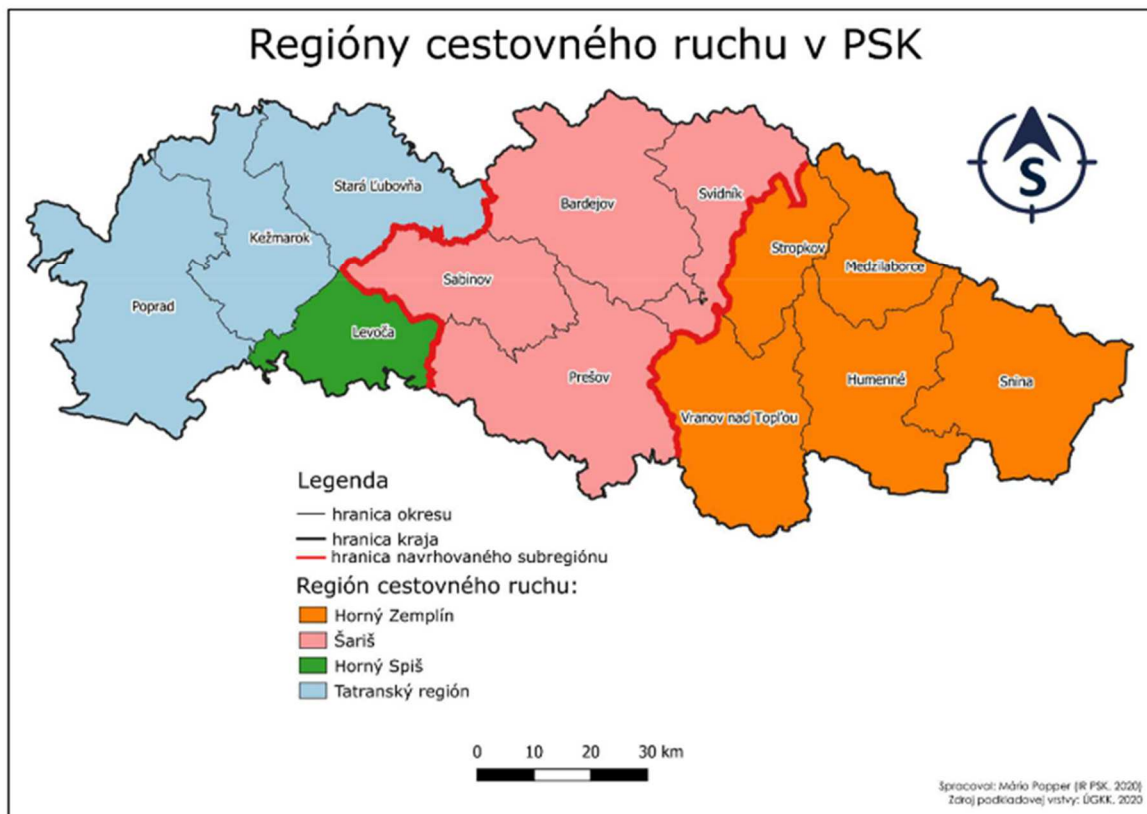 Regióny cestovného ruchu v PSK
S
Stará Ľubovňa
Bardejov
Svidník
Kežmarok
Stropkov
Medzilaborce
Sabinov
Poprad
Levoča
Prešov
Humenné
Snina
Vranov nad Topľou
Legenda
hranica okresu
hranica kraja
hranica navrhovaného subregiónu
Región cestovného ruchu:
Horný Zemplín
Šariš
Horný Spiš
Tatranský región
0 10 20 30 km
Spracoval: Mário Popper (IR PSK, 2020)
Zdroj podkladovej vrstvy: ÚGKK, 2020